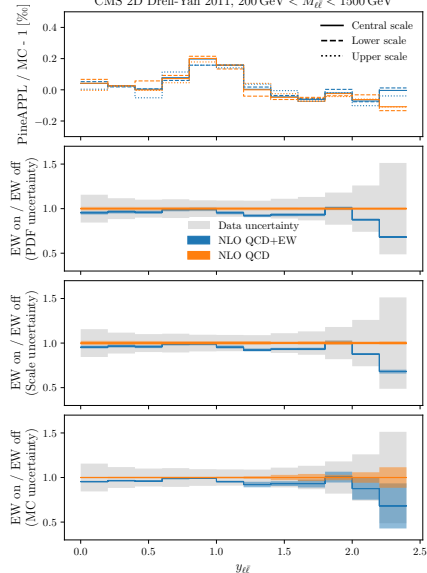 CMS 2D Drell-Yan 2011, 200 GeV < M_{ℓℓ̄} < 1500 GeV
PineAPPL / MC - 1 [‰]
0.4
0.2
0.0
−0.2
Central scale
Lower scale
Upper scale
EW on / EW off
(PDF uncertainty)
1.5
1.0
0.5
Data uncertainty
NLO QCD+EW
NLO QCD
EW on / EW off
(Scale uncertainty)
1.5
1.0
0.5
EW on / EW off
(MC uncertainty)
1.5
1.0
0.5
0.0 0.5 1.0 1.5 2.0 2.5
y_{ℓℓ̄}